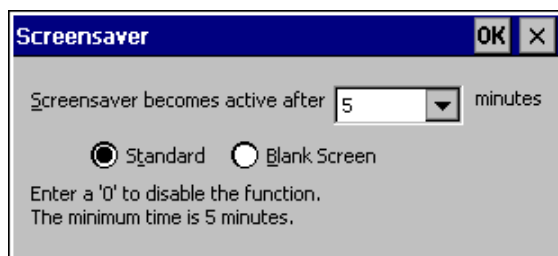 Screensaver OK ×
Screensaver becomes active after 5 minutes
Standard Blank Screen
Enter a '0' to disable the function.
The minimum time is 5 minutes.